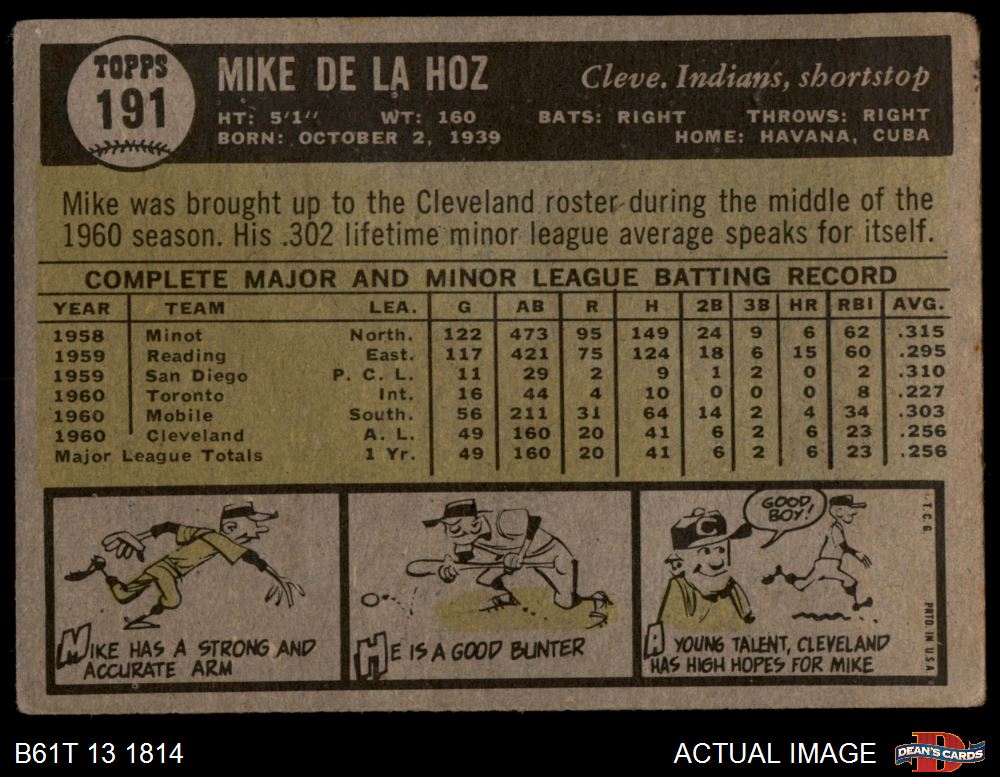 TOPPS
191
MIKE DE LA HOZ
Cleve. Indians, shortstop
HT: 5'1'' WT: 160 BATS: RIGHT THROWS: RIGHT
BORN: OCTOBER 2, 1939 HOME: HAVANA, CUBA
Mike was brought up to the Cleveland roster during the middle of the
1960 season. His .302 lifetime minor league average speaks for itself.
COMPLETE MAJOR AND MINOR LEAGUE BATTING RECORD
YEAR TEAM LEA. G AB R H 2B 3B HR RBI AVG.
1958 Minot North. 122 473 95 149 24 9 6 62 .315
1959 Reading East. 117 421 75 124 18 6 15 60 .295
1959 San Diego P. C. L. 11 29 2 9 1 2 0 2 .310
1960 Toronto Int. 16 44 4 10 0 0 0 8 .227
1960 Mobile South. 56 211 31 64 14 2 4 34 .303
1960 Cleveland A. L. 49 160 20 41 6 2 6 23 .256
Major League Totals 1 Yr. 49 160 20 41 6 2 6 23 .256
MIKE HAS A STRONG AND
ACCURATE ARM
HE IS A GOOD BUNTER
GOOD
BOY!
C
A YOUNG TALENT, CLEVELAND
HAS HIGH HOPES FOR MIKE
T.C.G.
PRTD IN U.S.A.
B61T 13 1814
ACTUAL IMAGE
DEAN'S CARDS